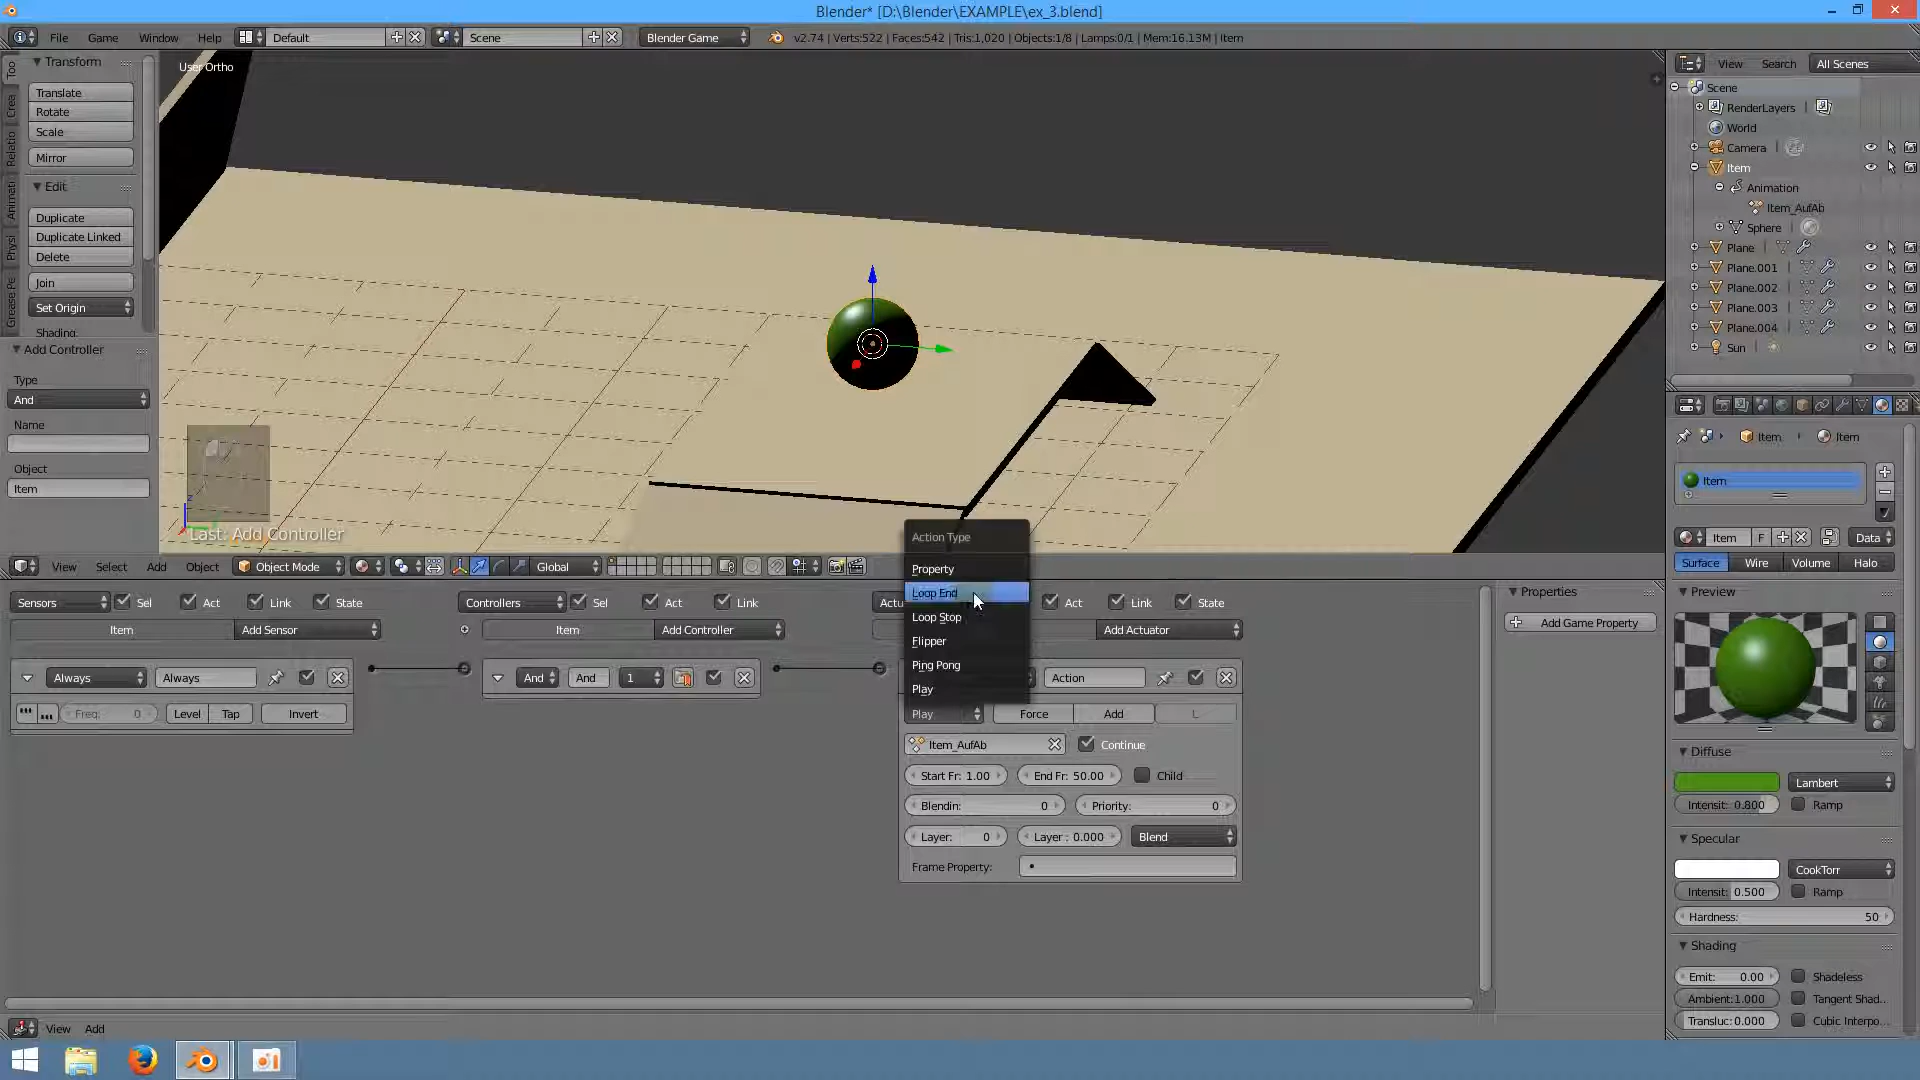 Blender* [D:\Blender\EXAMPLE\ex_3.blend]
File Game Window Help Default Scene Blender Game v2.74 | Verts:522 | Faces:542 | Tris:1,020 | Objects:1/8 | Lamps:0/1 | Mem:16.13M | Item
Transform
Translate
Rotate
Scale
Mirror
Edit
Duplicate
Duplicate Linked
Delete
Join
Set Origin
Shading:
Too
Crea
Relatio
Animati
Physi
Grease Pe
Add Controller
Type
And
Name
Object
Item
User Ortho
Last: Add Controller
View Search All Scenes
Scene
RenderLayers
World
Camera
Item
Animation
Item_AufAb
Sphere
Plane
Plane.001
Plane.002
Plane.003
Plane.004
Sun
Item Item
Item
Item F Data
Surface Wire Volume Halo
Preview
Diffuse
Lambert
Intensit: 0.800 Ramp
Specular
CookTorr
Intensit: 0.500 Ramp
Hardness: 50
Shading
Emit: 0.00 Shadeless
Ambient:1.000 Tangent Shad...
Transluc:0.000 Cubic Interpo...
View Select Add Object Object Mode Global
Sensors Sel Act Link State
Item Add Sensor
Always Always
Freq: 0 Level Tap Invert
Controllers Sel Act Link
Item Add Controller
And And 1
Actu Act Link State
Add Actuator
Action
Action Type
Property
Loop End
Loop Stop
Flipper
Ping Pong
Play
Play Force Add L
Item_AufAb Continue
Start Fr: 1.00 End Fr: 50.00 Child
Blendin: 0 Priority: 0
Layer: 0 Layer : 0.000 Blend
Frame Property:
Properties
Add Game Property
View Add